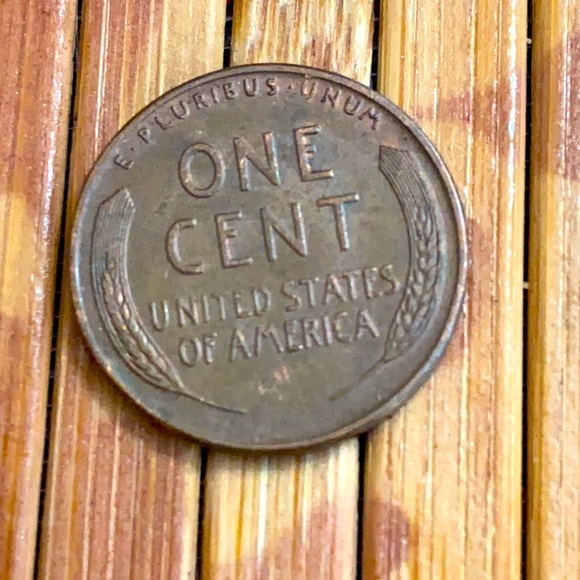 E·PLURIBUS·UNUM
ONE
CENT
UNITED STATES
OF AMERICA